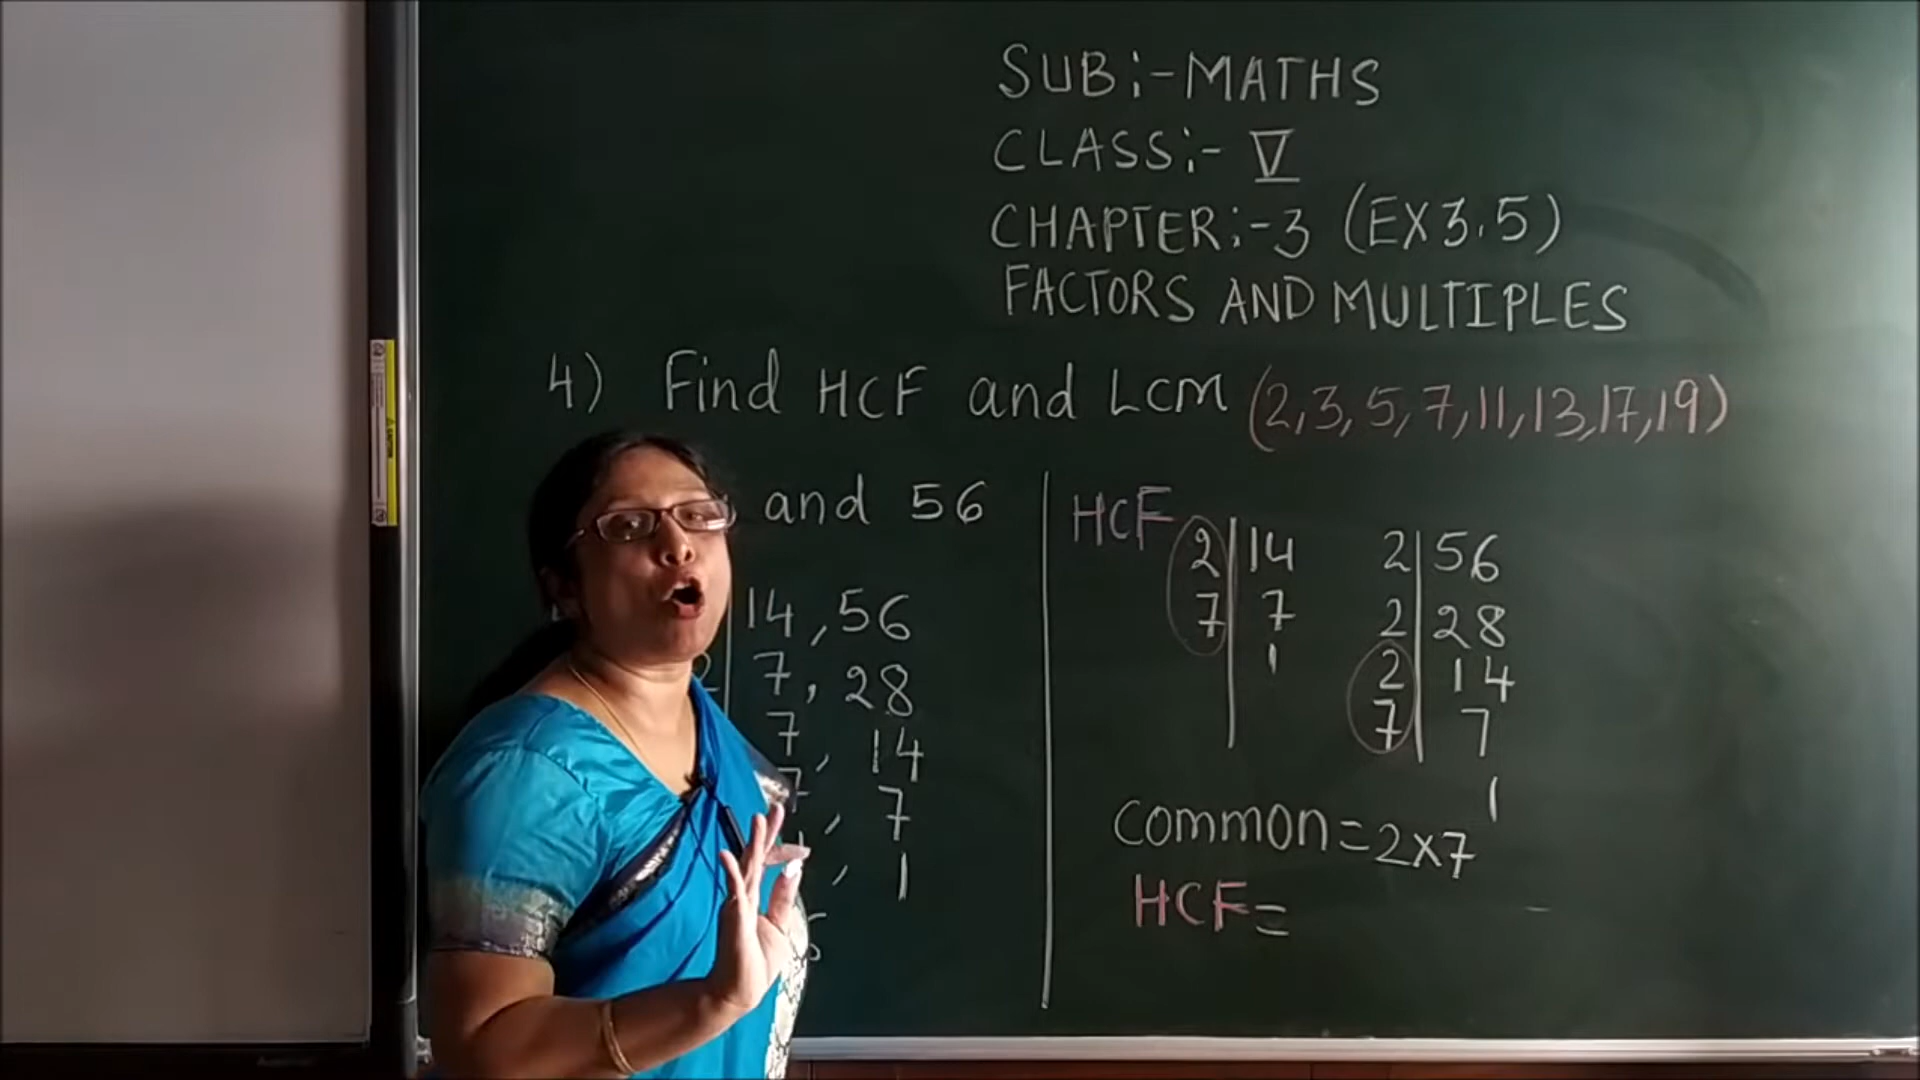 SUB:-MATHS
CLASS:- V
CHAPTER:-3 (EX3.5)
FACTORS AND MULTIPLES
4) Find HCF and LCM (2,3,5,7,11,13,17,19)
and 56
14,56
2 7,28
7, 14
7, 7
, 1
HCF
2 14
7 7
1
2 56
2 28
2 14
7 7
1
common=2x7
HCF=